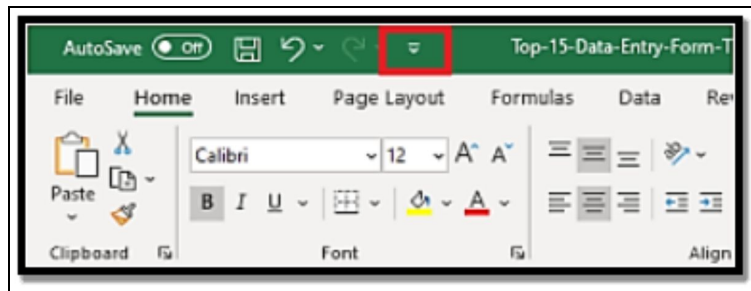 AutoSave Off Top-15-Data-Entry-Form-T
File Home Insert Page Layout Formulas Data Re
Calibri 12 A A
Paste B I U A
Clipboard Font Align